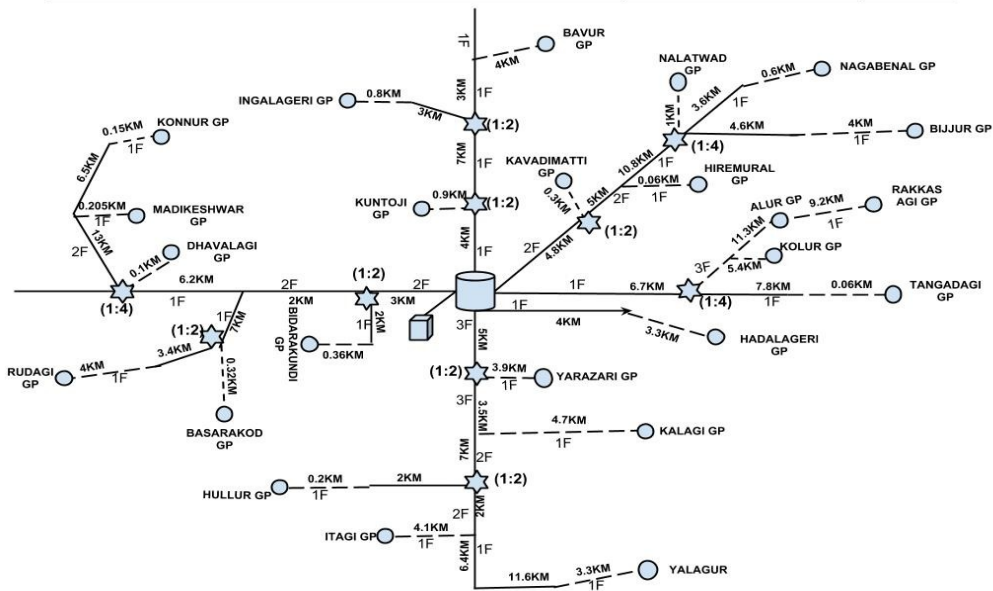 1F
BAVUR
GP
4KM
NALATWAD
GP
0.6KM
NAGABENAL GP
3KM
1F
INGALAGERI GP
0.8KM
3KM
(1:2)
1KM
3.6KM
1F
0.15KM
KONNUR GP
1F
4.6KM
4KM
1F
BIJJUR GP
(1:4)
7KM
1F
KAVADIMATTI
GP
10.8KM
1F
HIREMURAL
GP
0.06KM
1F
6.5KM
0.9KM
KUNTOJI
GP
(1:2)
0.3KM
5KM
2F
(1:2)
ALUR GP
9.2KM
1F
RAKKAS
AGI GP
0.205KM
1F
MADIKESHWAR
GP
13KM
2F
DHAVALAGI
GP
0.1KM
4KM
1F
2F
4.8KM
11.3KM
3F
KOLUR GP
5.4KM
(1:4)
6.2KM
1F
2F
2KM
(1:2)
2F
3KM
1F
1F
6.7KM
(1:4)
7.8KM
1F
0.06KM
TANGADAGI
GP
1F
7KM
(1:2)
BIDARAKUNDI
GP
2KM
1F
0.36KM
3F
5KM
4KM
3.3KM
HADALAGERI
GP
3.4KM
RUDAGI
GP
4KM
1F
0.32KM
BASARAKOD
GP
(1:2)
3.9KM
1F
YARAZARI GP
3F
3.5KM
4.7KM
1F
KALAGI GP
7KM
2F
HULLUR GP
0.2KM
1F
2KM
(1:2)
2F
2KM
ITAGI GP
4.1KM
1F
1F
6.4KM
11.6KM
3.3KM
1F
YALAGUR